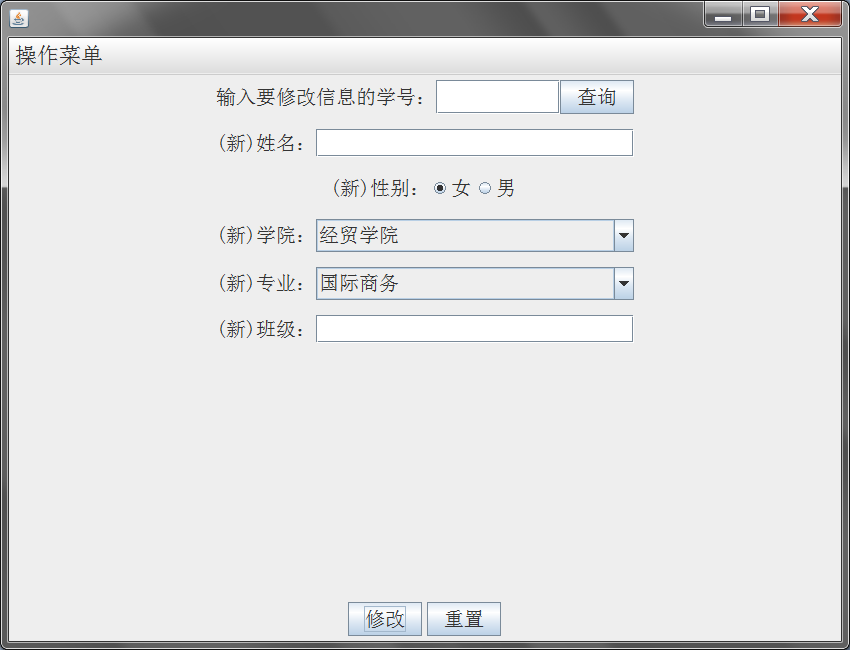 操作菜单
输入要修改信息的学号： 查询
(新)姓名：
(新)性别： 女 男
(新)学院： 经贸学院
(新)专业： 国际商务
(新)班级：
修改 重置